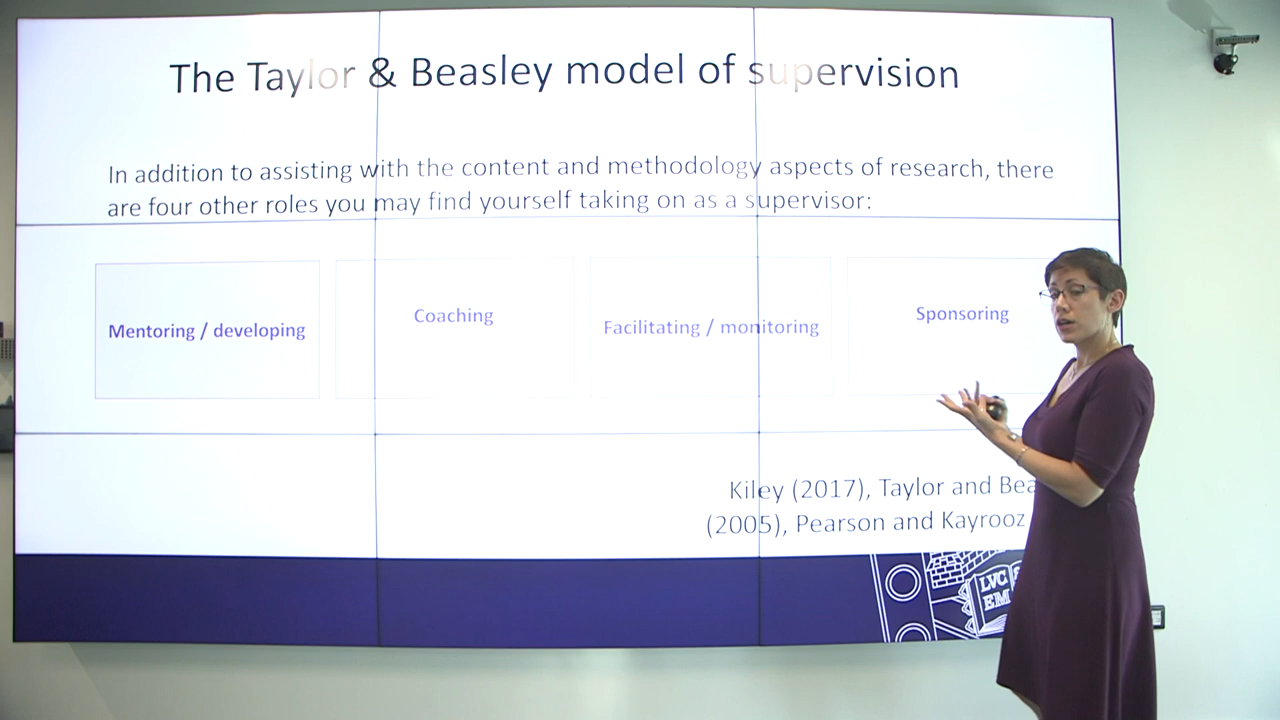 The Taylor & Beasley model of supervision
In addition to assisting with the content and methodology aspects of research, there
are four other roles you may find yourself taking on as a supervisor:
Mentoring / developing
Coaching
Facilitating / monitoring
Sponsoring
Kiley (2017), Taylor and Bea
(2005), Pearson and Kayrooz
LVC
EM